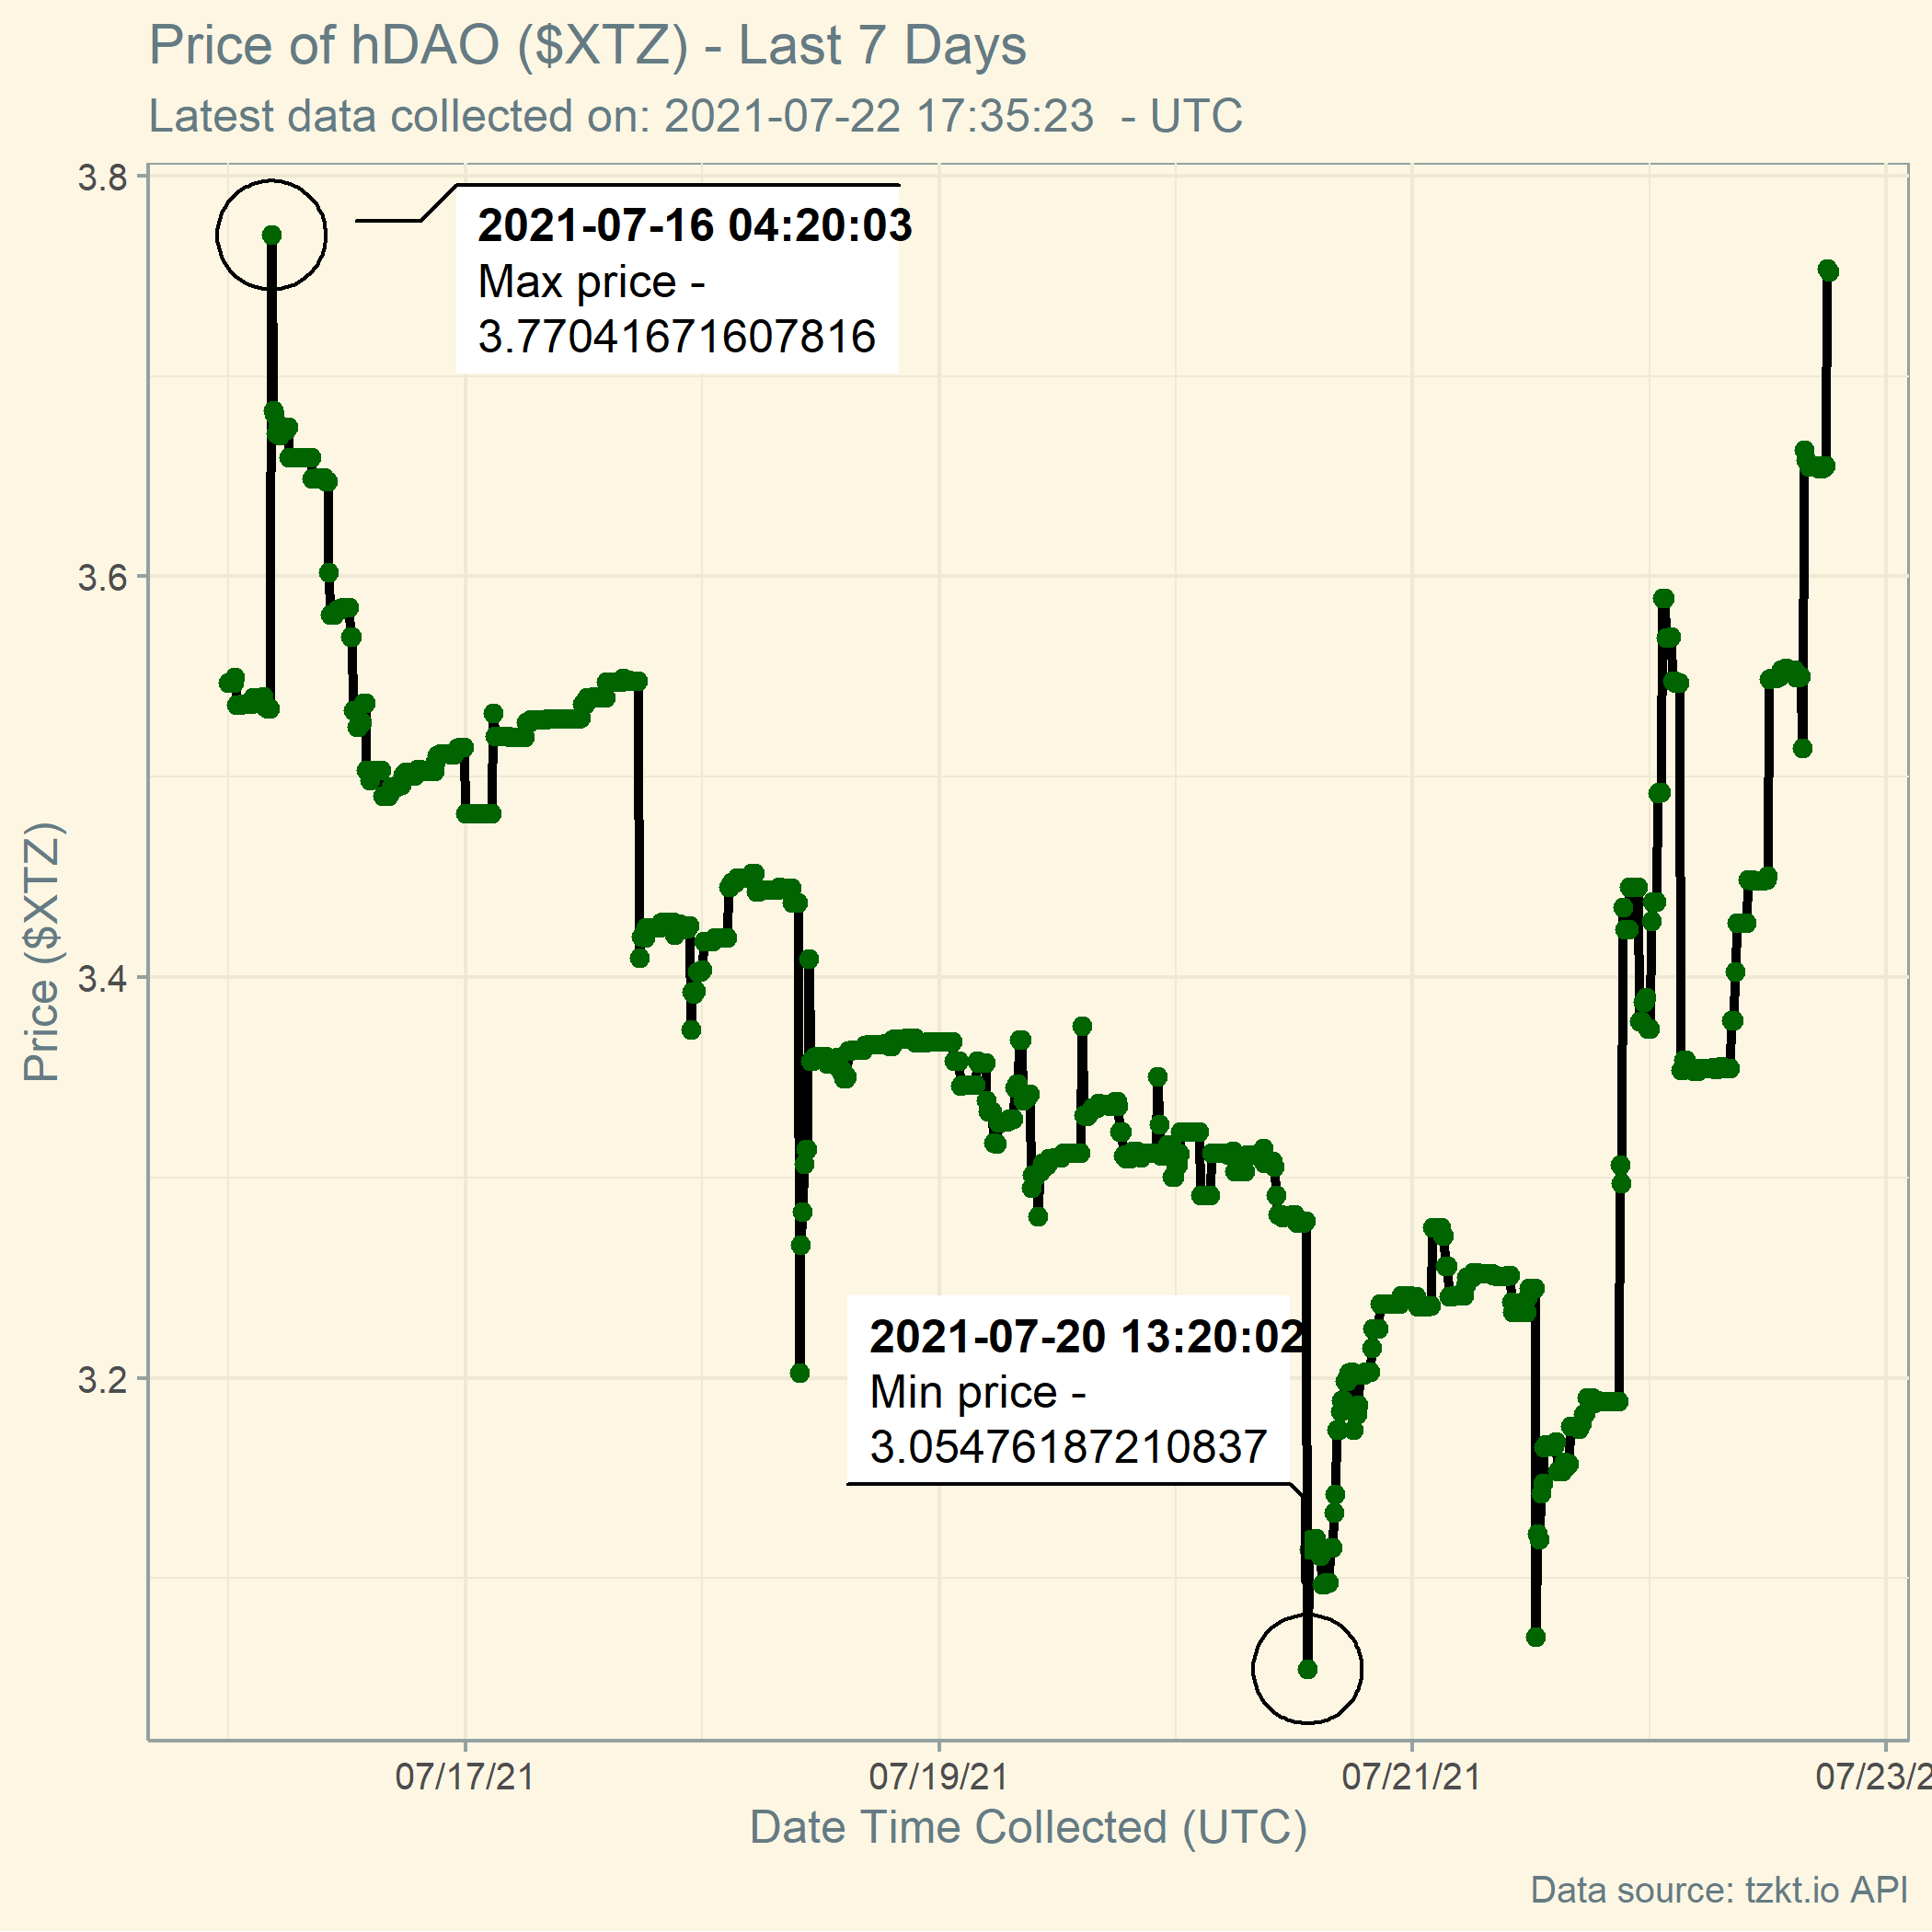 Price of hDAO ($XTZ) - Last 7 Days
Latest data collected on: 2021-07-22 17:35:23  - UTC
3.8
3.6
3.4
3.2
Price ($XTZ)
2021-07-16 04:20:03
Max price -
3.77041671607816
2021-07-20 13:20:02
Min price -
3.05476187210837
07/17/21
07/19/21
07/21/21
07/23/2
Date Time Collected (UTC)
Data source: tzkt.io API